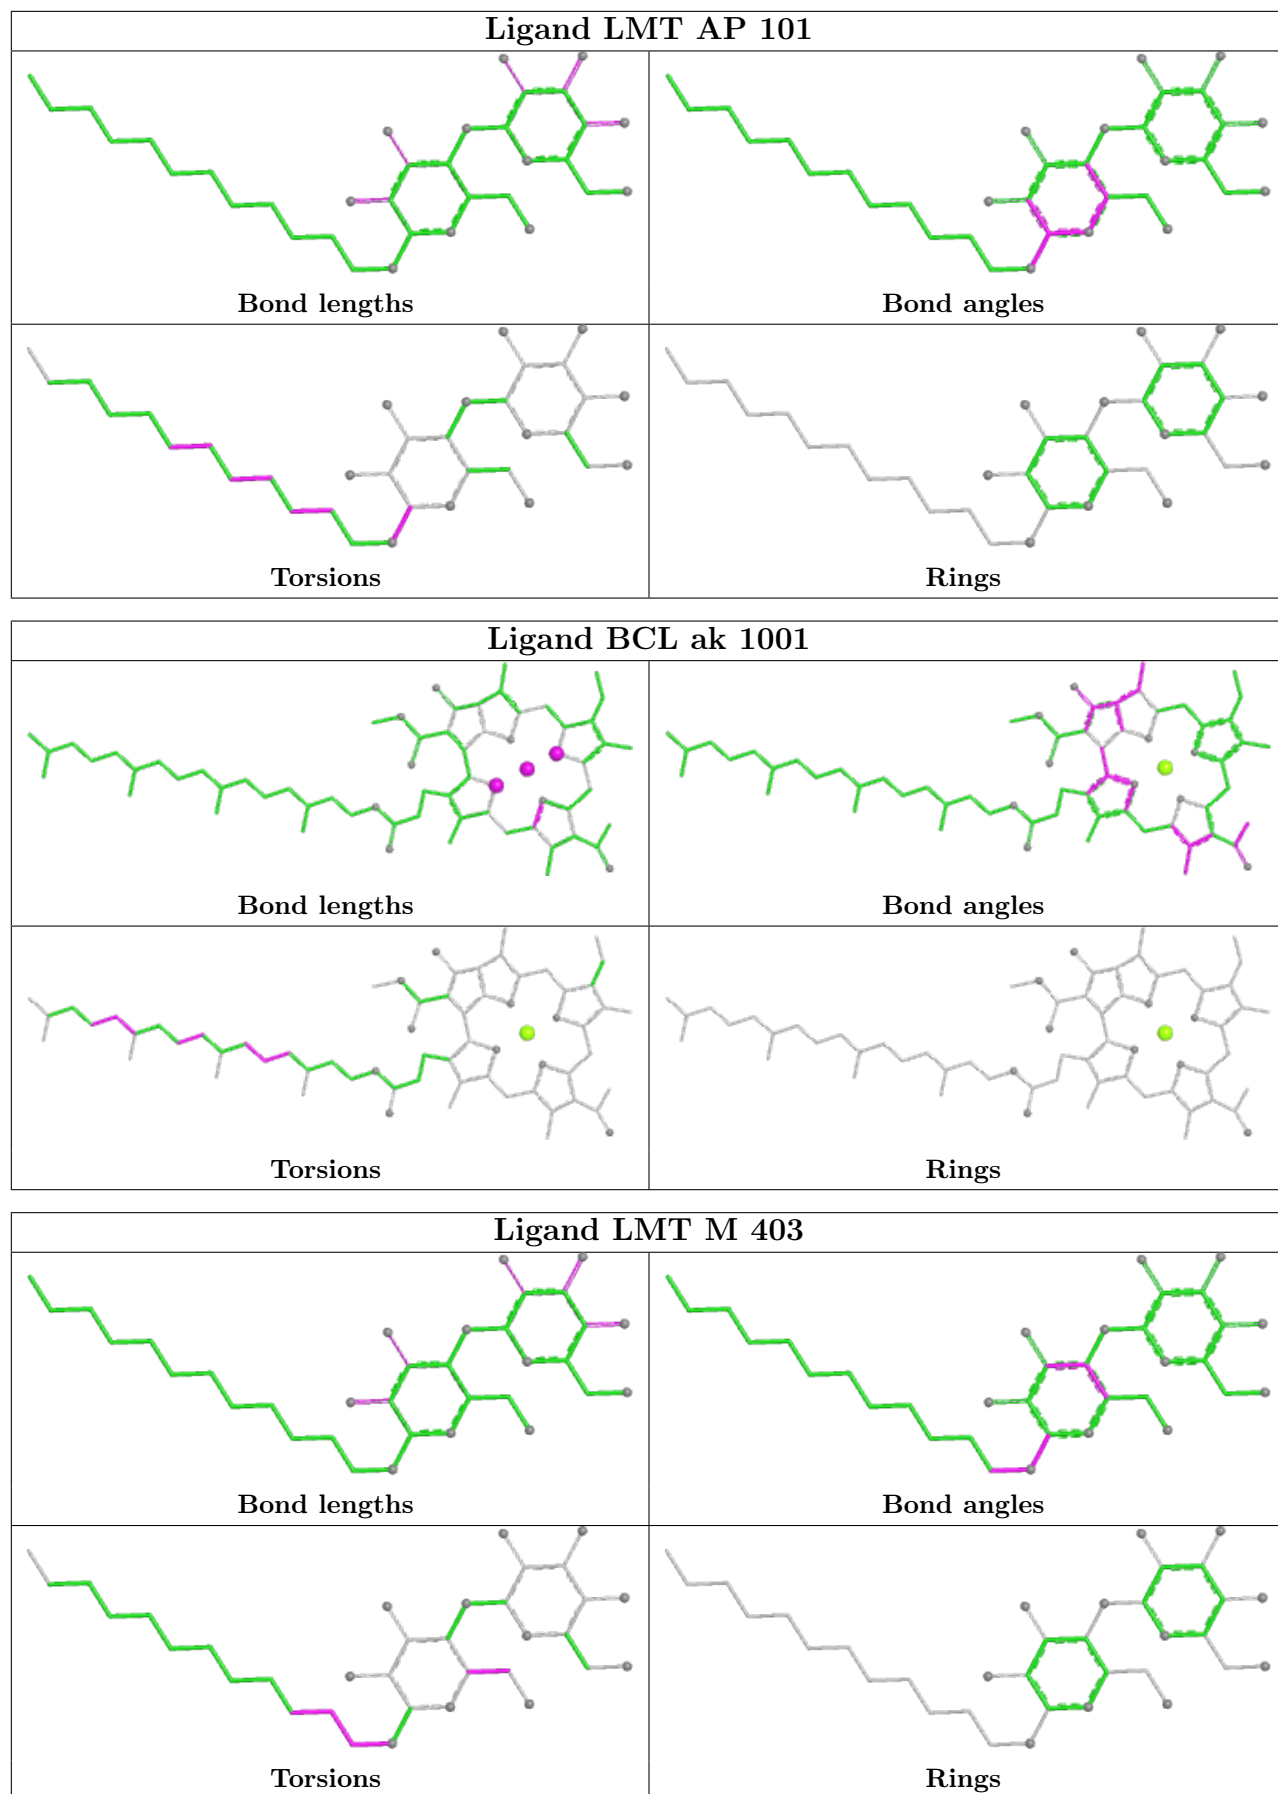 Ligand LMT AP 101
Bond lengths
Bond angles
Torsions
Rings
Ligand BCL ak 1001
Bond lengths
Bond angles
Torsions
Rings
Ligand LMT M 403
Bond lengths
Bond angles
Torsions
Rings